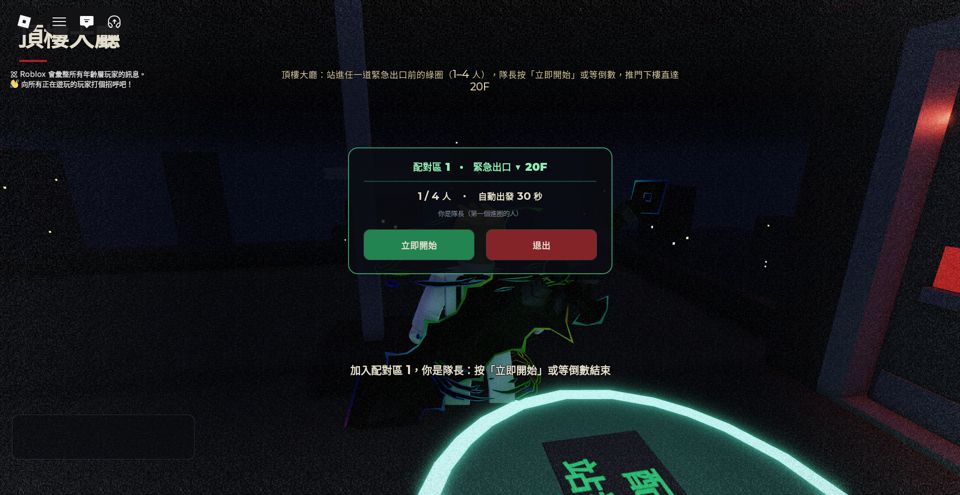 頂樓大廳
Roblox 會彙整所有年齡層玩家的訊息。
👋 向所有正在遊玩的玩家打個招呼吧！
頂樓大廳：站進任一道緊急出口前的綠圈（1–4 人），隊長按「立即開始」或等倒數，推門下樓直達
20F
配對區 1 • 緊急出口 ▼ 20F
1 / 4 人 • 自動出發 30 秒
你是隊長（第一個進圈的人）
立即開始
退出
加入配對區 1，你是隊長：按「立即開始」或等倒數結束